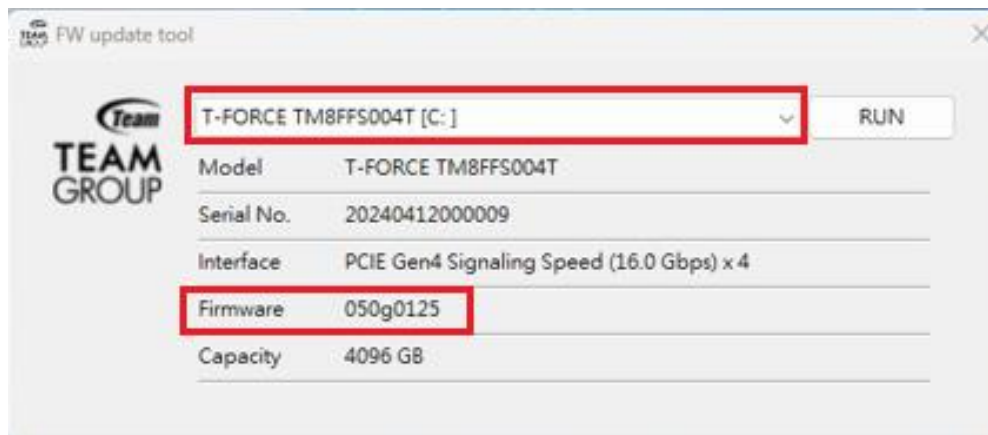 FW update tool
Team
TEAM
GROUP
T-FORCE TM8FFS004T [C: ]
RUN
Model T-FORCE TM8FFS004T
Serial No. 20240412000009
Interface PCIE Gen4 Signaling Speed (16.0 Gbps) x 4
Firmware 050g0125
Capacity 4096 GB